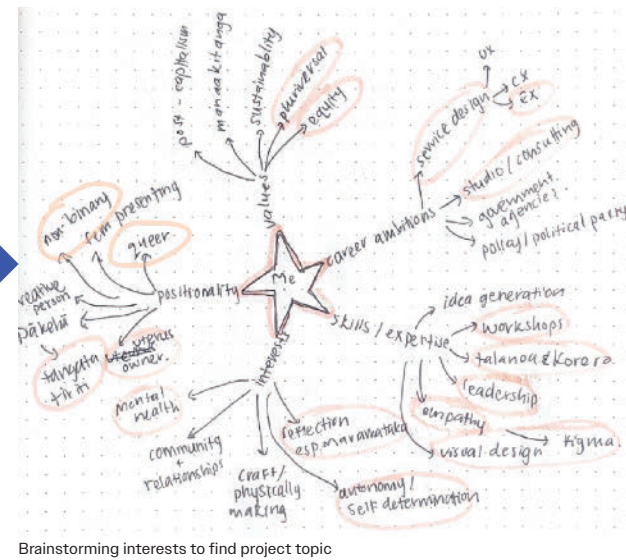 Me
values
post-capitalism
manaakitanga
sustainability
pluriversal
equity
career ambitions
service design
UX
CX
EX
studio / consulting
government
agencies?
policy / political party
skills / expertise
idea generation
workshops
talanoa & korero
leadership
empathy
visual design
Figma
interests
reflection
esp. maramataka
autonomy /
self determination
craft /
physically
making
community
+
relationships
mental
health
positionality
queer
fem presenting
non-binary
creative
person
pākehā
tangata
tiriti
uterus
owner
Brainstorming interests to find project topic